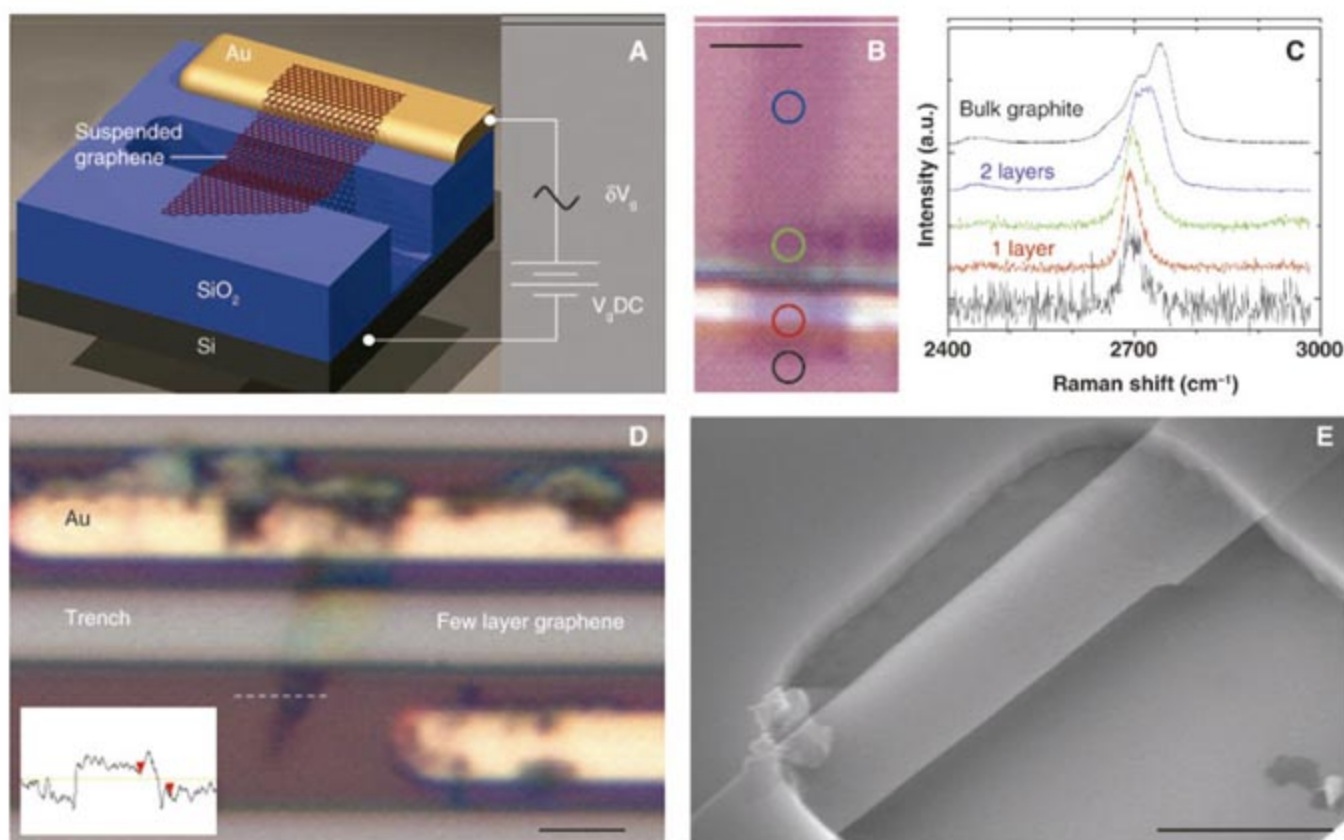 A
Au
Suspended
graphene
δVg
VgDC
SiO₂
Si
B
C
Bulk graphite
2 layers
1 layer
Intensity (a.u.)
2400
2700
3000
Raman shift (cm⁻¹)
D
Au
Trench
Few layer graphene
E